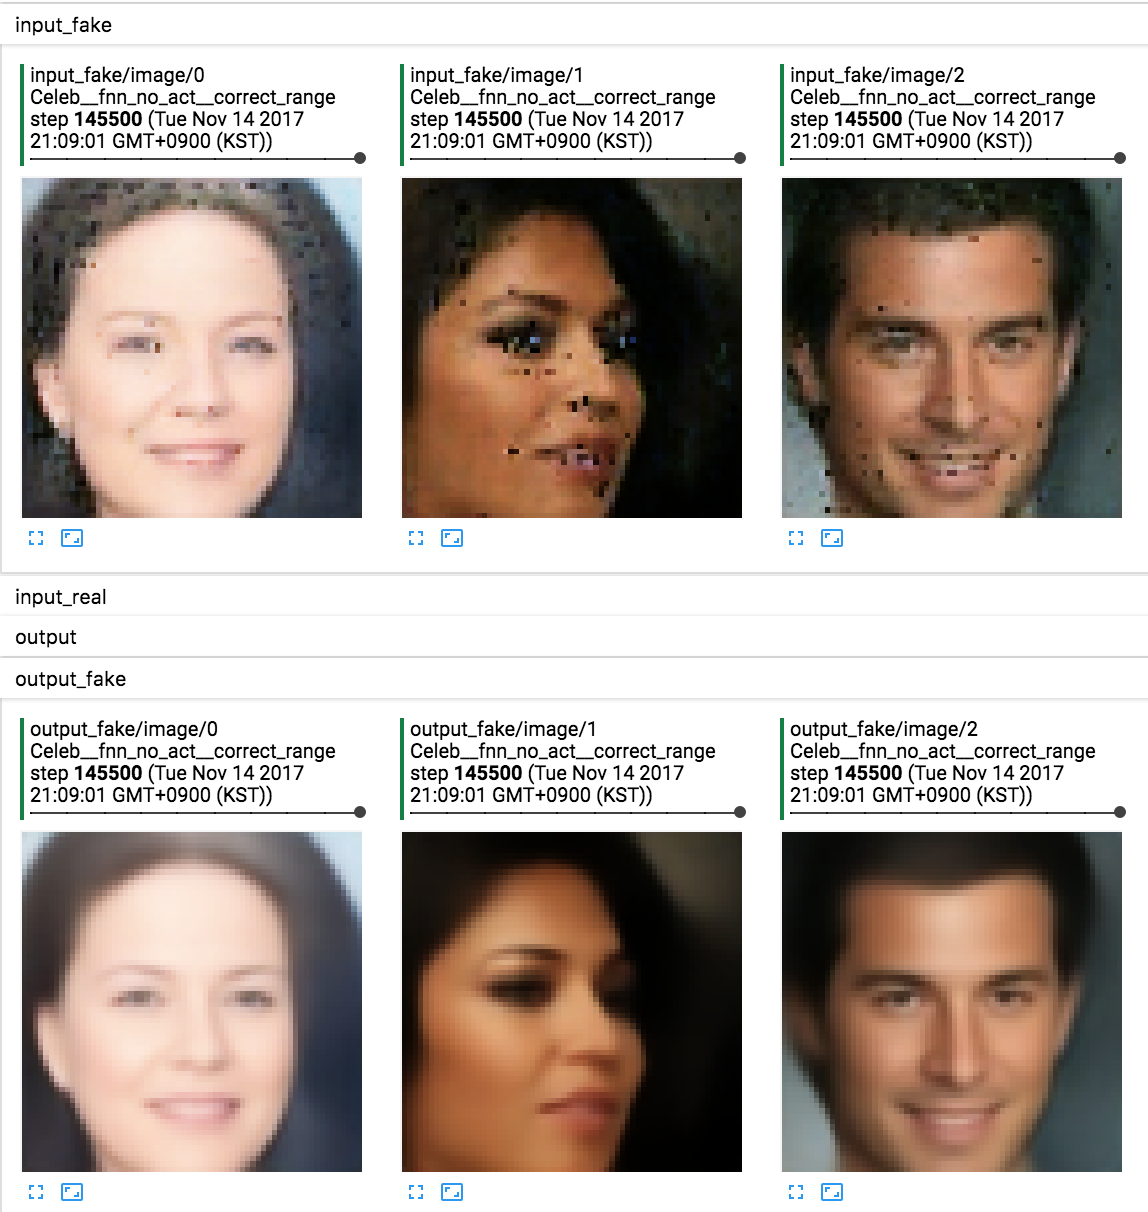 input_fake
input_fake/image/0
Celeb__fnn_no_act__correct_range
step 145500 (Tue Nov 14 2017
21:09:01 GMT+0900 (KST))
input_fake/image/1
Celeb__fnn_no_act__correct_range
step 145500 (Tue Nov 14 2017
21:09:01 GMT+0900 (KST))
input_fake/image/2
Celeb__fnn_no_act__correct_range
step 145500 (Tue Nov 14 2017
21:09:01 GMT+0900 (KST))
input_real
output
output_fake
output_fake/image/0
Celeb__fnn_no_act__correct_range
step 145500 (Tue Nov 14 2017
21:09:01 GMT+0900 (KST))
output_fake/image/1
Celeb__fnn_no_act__correct_range
step 145500 (Tue Nov 14 2017
21:09:01 GMT+0900 (KST))
output_fake/image/2
Celeb__fnn_no_act__correct_range
step 145500 (Tue Nov 14 2017
21:09:01 GMT+0900 (KST))